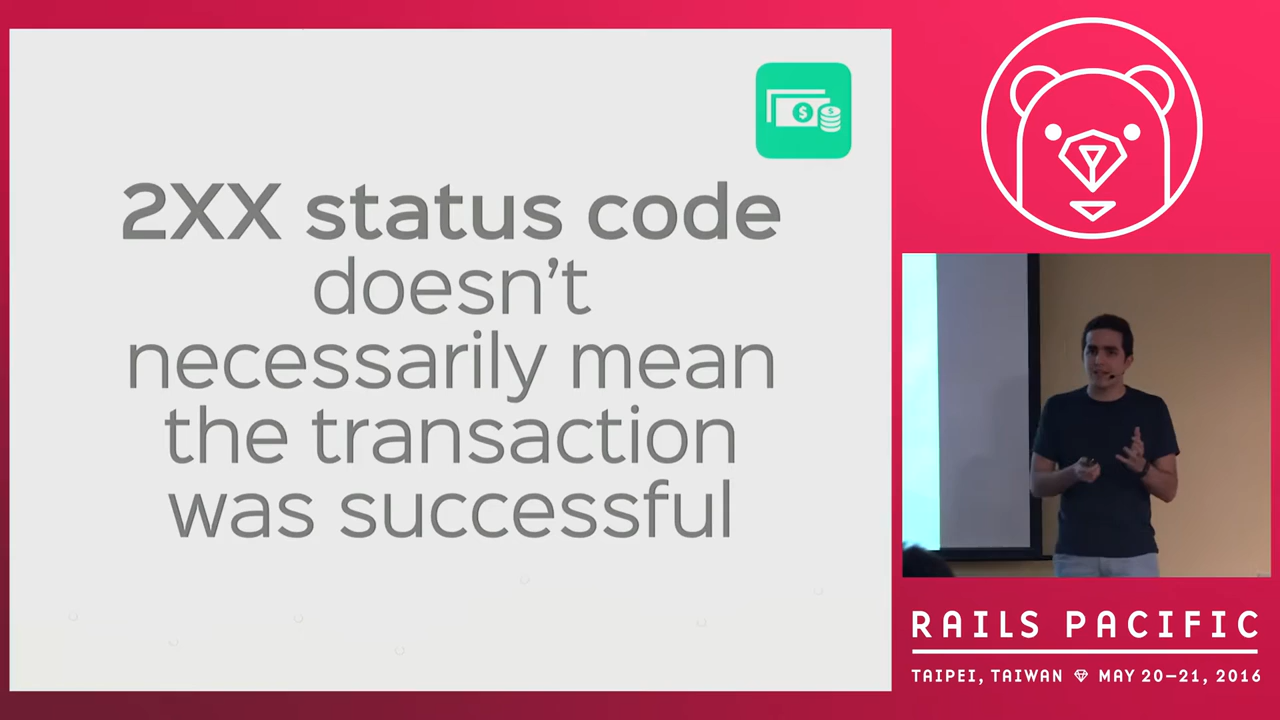 2XX status code
doesn't
necessarily mean
the transaction
was successful
RAILS PACIFIC
TAIPEI, TAIWAN MAY 20–21, 2016